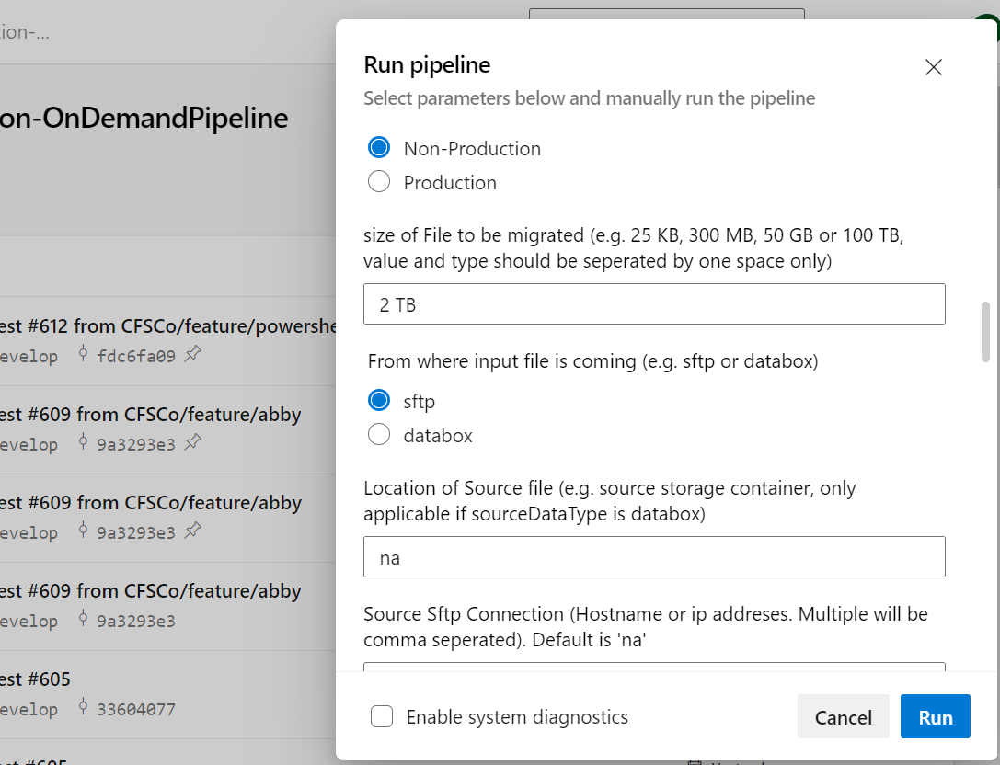 ion-...
on-OnDemandPipeline
est #612 from CFSCo/feature/powershe
evelop fdc6fa09
est #609 from CFSCo/feature/abby
evelop 9a3293e3
est #609 from CFSCo/feature/abby
evelop 9a3293e3
est #609 from CFSCo/feature/abby
evelop 9a3293e3
est #605
evelop 33604077
Run pipeline
Select parameters below and manually run the pipeline
Non-Production
Production
size of File to be migrated (e.g. 25 KB, 300 MB, 50 GB or 100 TB,
value and type should be seperated by one space only)
2 TB
From where input file is coming (e.g. sftp or databox)
sftp
databox
Location of Source file (e.g. source storage container, only
applicable if sourceDataType is databox)
na
Source Sftp Connection (Hostname or ip addreses. Multiple will be
comma seperated). Default is 'na'
Enable system diagnostics
Cancel
Run